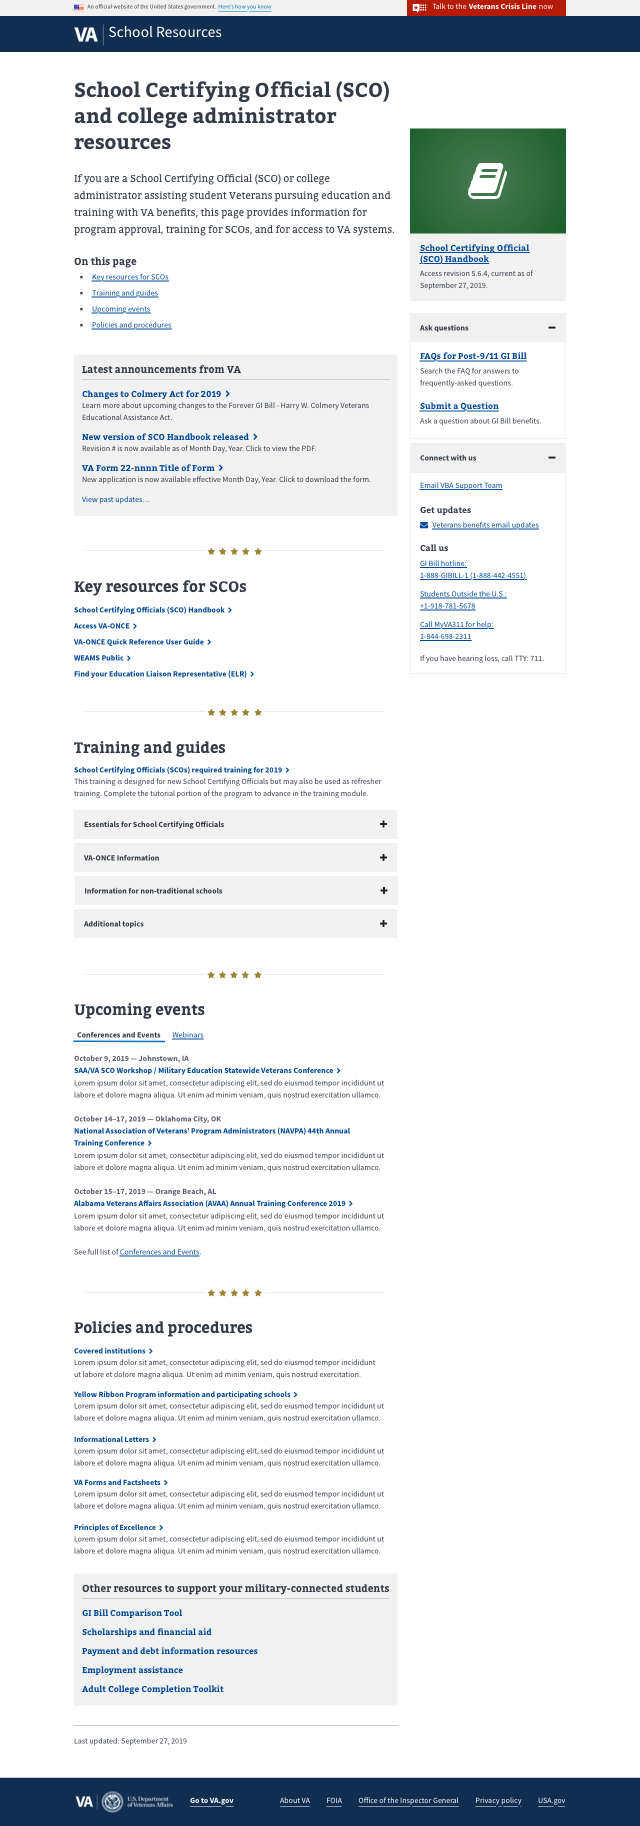 An official website of the United States government. Here's how you know
Talk to the Veterans Crisis Line now
VA School Resources
School Certifying Official (SCO)
and college administrator
resources
If you are a School Certifying Official (SCO) or college
administrator assisting student Veterans pursuing education and
training with VA benefits, this page provides information for
program approval, training for SCOs, and for access to VA systems.
On this page
Key resources for SCOs
Training and guides
Upcoming events
Policies and procedures
Latest announcements from VA
Changes to Colmery Act for 2019
Learn more about upcoming changes to the Forever GI Bill - Harry W. Colmery Veterans
Educational Assistance Act.
New version of SCO Handbook released
Revision # is now available as of Month Day, Year. Click to view the PDF.
VA Form 22-nnnn Title of Form
New application is now available effective Month Day, Year. Click to download the form.
View past updates...
Key resources for SCOs
School Certifying Officials (SCO) Handbook
Access VA-ONCE
VA-ONCE Quick Reference User Guide
WEAMS Public
Find your Education Liaison Representative (ELR)
Training and guides
School Certifying Officials (SCOs) required training for 2019
This training is designed for new School Certifying Officials but may also be used as refresher
training. Complete the tutorial portion of the program to advance in the training module.
Essentials for School Certifying Officials
VA-ONCE Information
Information for non-traditional schools
Additional topics
Upcoming events
Conferences and Events Webinars
October 9, 2019 — Johnstown, IA
SAA/VA SCO Workshop / Military Education Statewide Veterans Conference
Lorem ipsum dolor sit amet, consectetur adipiscing elit, sed do eiusmod tempor incididunt ut
labore et dolore magna aliqua. Ut enim ad minim veniam, quis nostrud exercitation ullamco.
October 14–17, 2019 — Oklahoma City, OK
National Association of Veterans' Program Administrators (NAVPA) 44th Annual
Training Conference
Lorem ipsum dolor sit amet, consectetur adipiscing elit, sed do eiusmod tempor incididunt ut
labore et dolore magna aliqua. Ut enim ad minim veniam, quis nostrud exercitation ullamco.
October 15–17, 2019 — Orange Beach, AL
Alabama Veterans Affairs Association (AVAA) Annual Training Conference 2019
Lorem ipsum dolor sit amet, consectetur adipiscing elit, sed do eiusmod tempor incididunt ut
labore et dolore magna aliqua. Ut enim ad minim veniam, quis nostrud exercitation ullamco.
See full list of Conferences and Events.
Policies and procedures
Covered institutions
Lorem ipsum dolor sit amet, consectetur adipiscing elit, sed do eiusmod tempor incididunt
ut labore et dolore magna aliqua. Ut enim ad minim veniam, quis nostrud exercitation.
Yellow Ribbon Program information and participating schools
Lorem ipsum dolor sit amet, consectetur adipiscing elit, sed do eiusmod tempor incididunt ut
labore et dolore magna aliqua. Ut enim ad minim veniam, quis nostrud exercitation ullamco.
Informational Letters
Lorem ipsum dolor sit amet, consectetur adipiscing elit, sed do eiusmod tempor incididunt ut
labore et dolore magna aliqua. Ut enim ad minim veniam, quis nostrud exercitation ullamco.
VA Forms and Factsheets
Lorem ipsum dolor sit amet, consectetur adipiscing elit, sed do eiusmod tempor incididunt ut
labore et dolore magna aliqua. Ut enim ad minim veniam, quis nostrud exercitation ullamco.
Principles of Excellence
Lorem ipsum dolor sit amet, consectetur adipiscing elit, sed do eiusmod tempor incididunt ut
labore et dolore magna aliqua. Ut enim ad minim veniam, quis nostrud exercitation ullamco.
Other resources to support your military-connected students
GI Bill Comparison Tool
Scholarships and financial aid
Payment and debt information resources
Employment assistance
Adult College Completion Toolkit
Last updated: September 27, 2019
School Certifying Official
(SCO) Handbook
Access revision 5.6.4, current as of
September 27, 2019.
Ask questions
FAQs for Post-9/11 GI Bill
Search the FAQ for answers to
frequently-asked questions.
Submit a Question
Ask a question about GI Bill benefits.
Connect with us
Email VBA Support Team
Get updates
Veterans benefits email updates
Call us
GI Bill hotline:
1-888-GIBILL-1 (1-888-442-4551)
Students Outside the U.S.:
+1-918-781-5678
Call MyVA311 for help:
1-844-698-2311
If you have hearing loss, call TTY: 711.
VA U.S. Department
of Veterans Affairs
Go to VA.gov
About VA FOIA Office of the Inspector General Privacy policy USA.gov